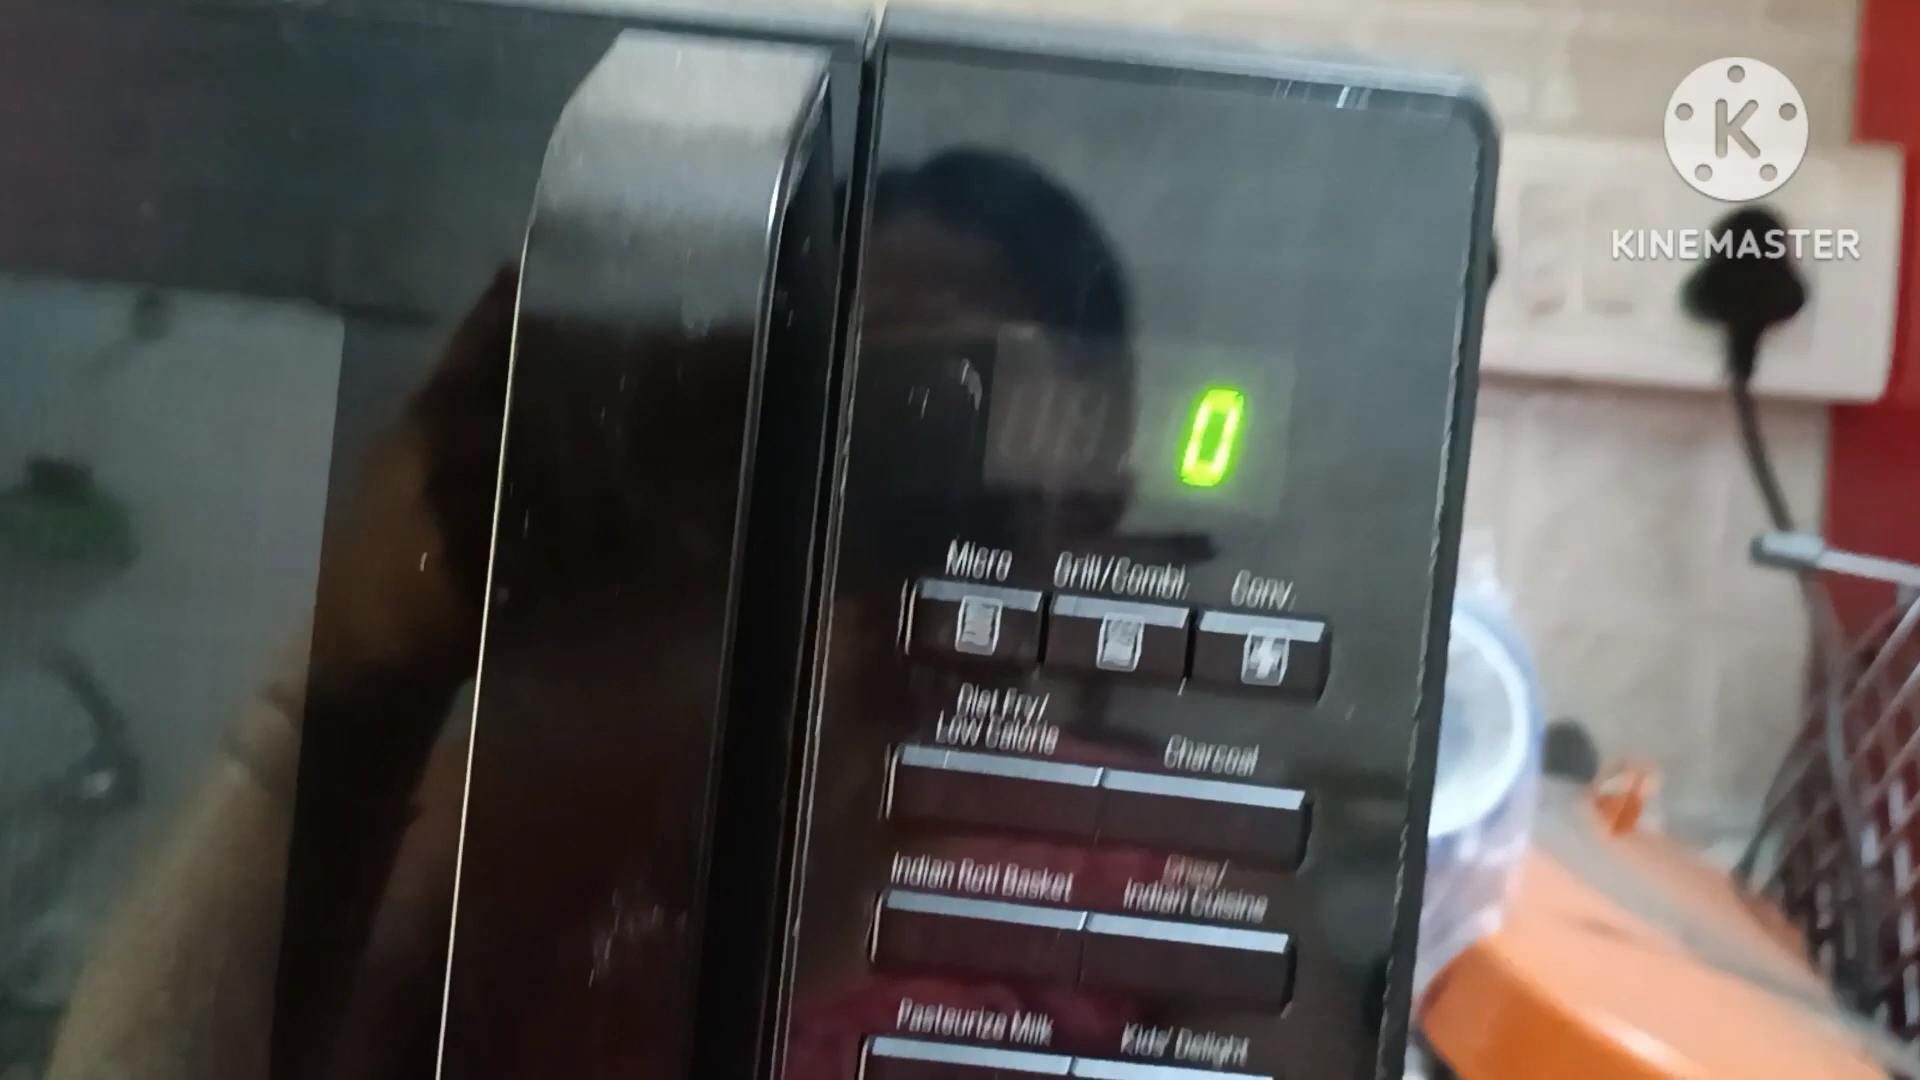 K
KINEMASTER
0
Micro Grill/Combi. Conv.
Diet Fry/
Low Calorie Charcoal
Indian Roti Basket Ghee/
Indian Cuisine
Pasteurize Milk Kids' Delight